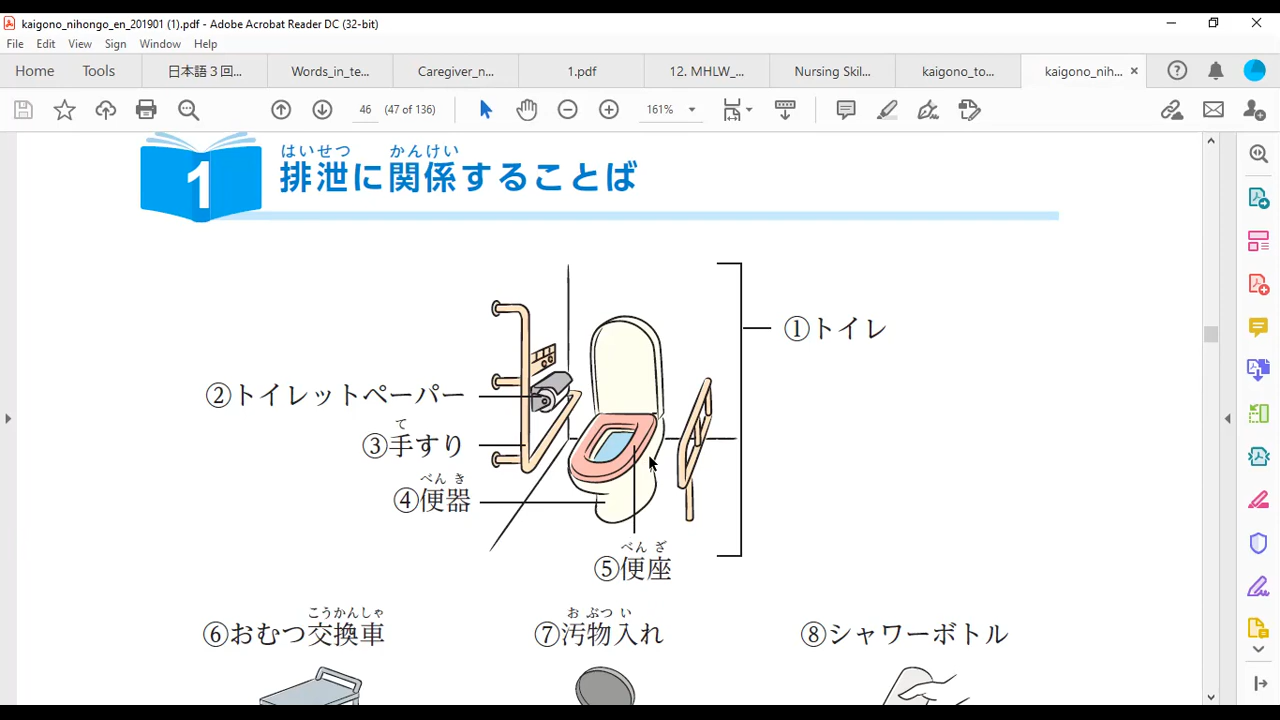 kaigono_nihongo_en_201901 (1).pdf - Adobe Acrobat Reader DC (32-bit)
File Edit View Sign Window Help
Home Tools 日本語３回... Words_in_te... Caregiver_n... 1.pdf 12. MHLW_... Nursing Skil... kaigono_to... kaigono_nih...
46 (47 of 136) 161%
はいせつ かんけい
1 排泄に関係することば
①トイレ
②トイレットペーパー
て
③手すり
べんき
④便器
べんざ
⑤便座
こうかんしゃ
⑥おむつ交換車
おぶつい
⑦汚物入れ
⑧シャワーボトル